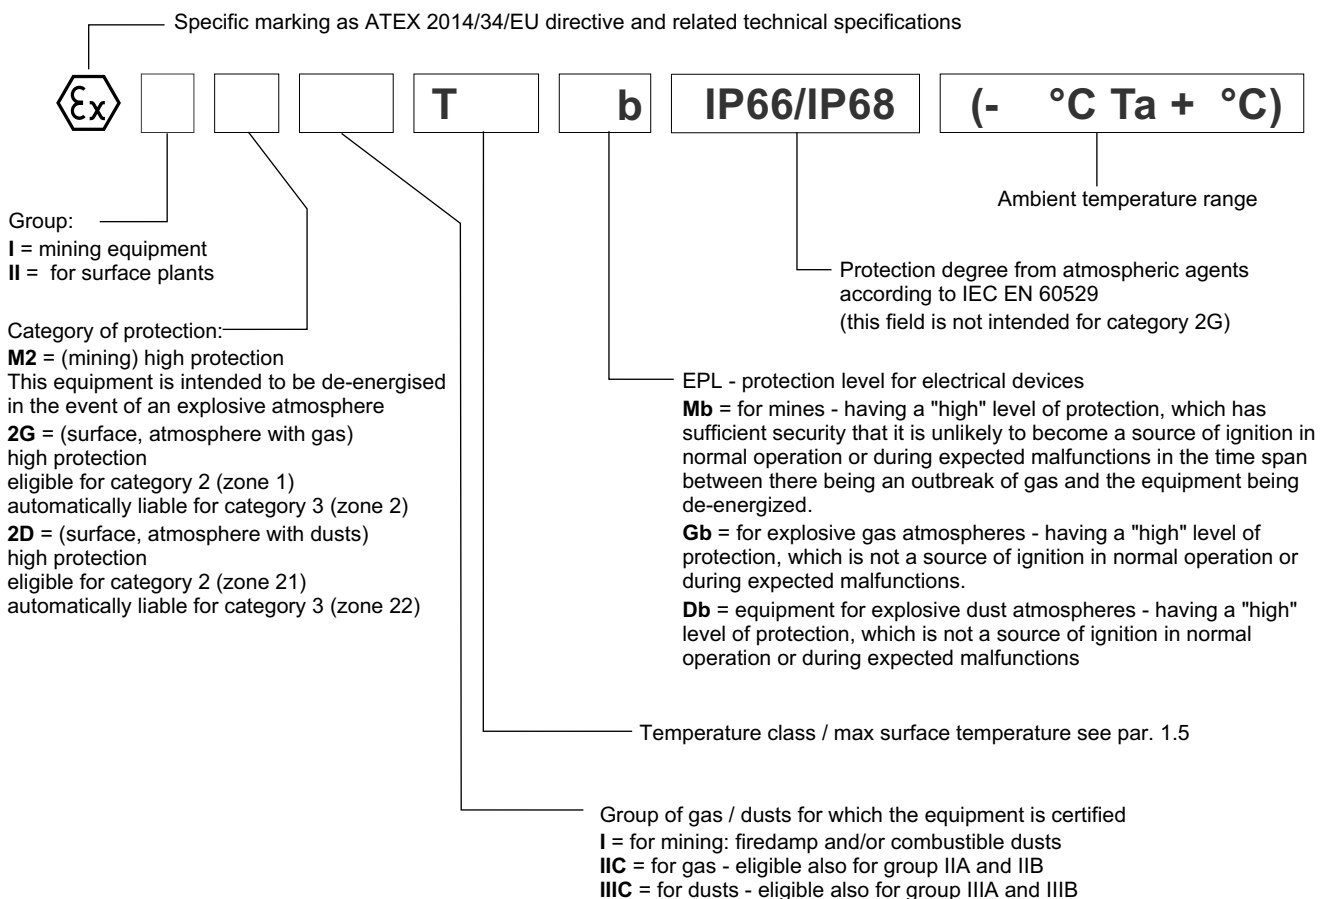 Specific marking as ATEX 2014/34/EU directive and related technical specifications
Ex T b IP66/IP68 (- °C Ta + °C)
Ambient temperature range
Group:
I = mining equipment
II = for surface plants
Protection degree from atmospheric agents
according to IEC EN 60529
(this field is not intended for category 2G)
Category of protection:
M2 = (mining) high protection
This equipment is intended to be de-energised
in the event of an explosive atmosphere
2G = (surface, atmosphere with gas)
high protection
eligible for category 2 (zone 1)
automatically liable for category 3 (zone 2)
2D = (surface, atmosphere with dusts)
high protection
eligible for category 2 (zone 21)
automatically liable for category 3 (zone 22)
EPL - protection level for electrical devices
Mb = for mines - having a "high" level of protection, which has
sufficient security that it is unlikely to become a source of ignition in
normal operation or during expected malfunctions in the time span
between there being an outbreak of gas and the equipment being
de-energized.
Gb = for explosive gas atmospheres - having a "high" level of
protection, which is not a source of ignition in normal operation or
during expected malfunctions.
Db = equipment for explosive dust atmospheres - having a "high"
level of protection, which is not a source of ignition in normal
operation or during expected malfunctions
Temperature class / max surface temperature see par. 1.5
Group of gas / dusts for which the equipment is certified
I = for mining: firedamp and/or combustible dusts
IIC = for gas - eligible also for group IIA and IIB
IIIC = for dusts - eligible also for group IIIA and IIIB